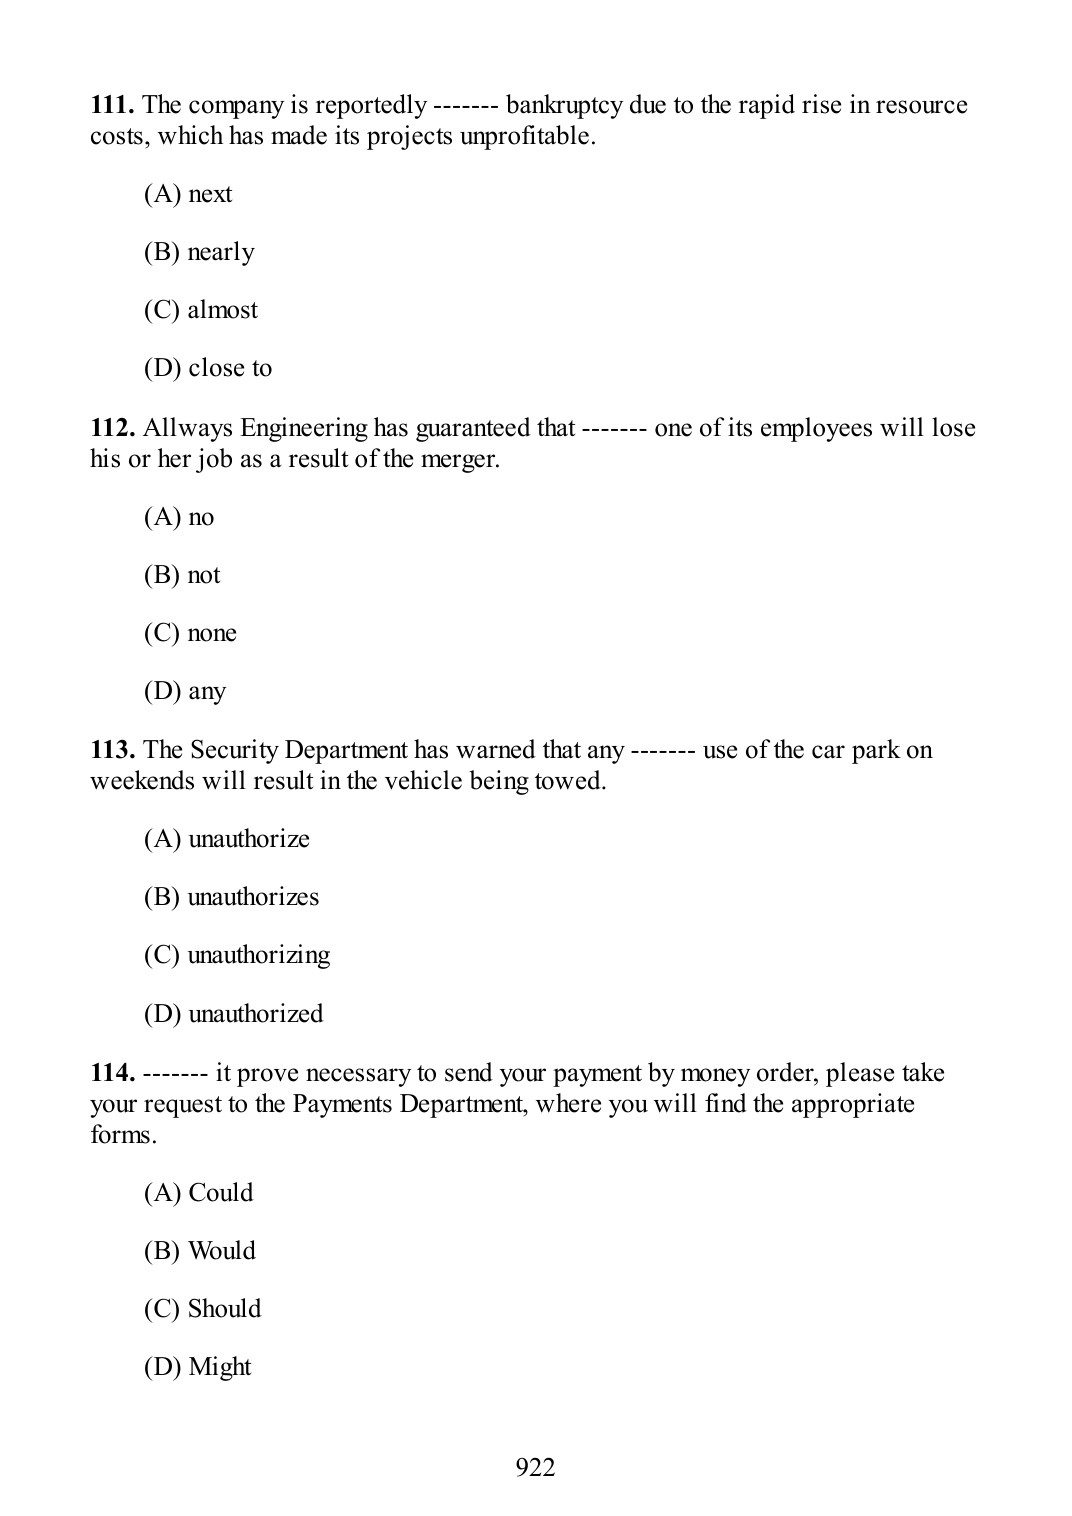 111. The company is reportedly ------- bankruptcy due to the rapid rise in resource
costs, which has made its projects unprofitable.
(A) next
(B) nearly
(C) almost
(D) close to
112. Allways Engineering has guaranteed that ------- one of its employees will lose
his or her job as a result of the merger.
(A) no
(B) not
(C) none
(D) any
113. The Security Department has warned that any ------- use of the car park on
weekends will result in the vehicle being towed.
(A) unauthorize
(B) unauthorizes
(C) unauthorizing
(D) unauthorized
114. ------- it prove necessary to send your payment by money order, please take
your request to the Payments Department, where you will find the appropriate
forms.
(A) Could
(B) Would
(C) Should
(D) Might
922